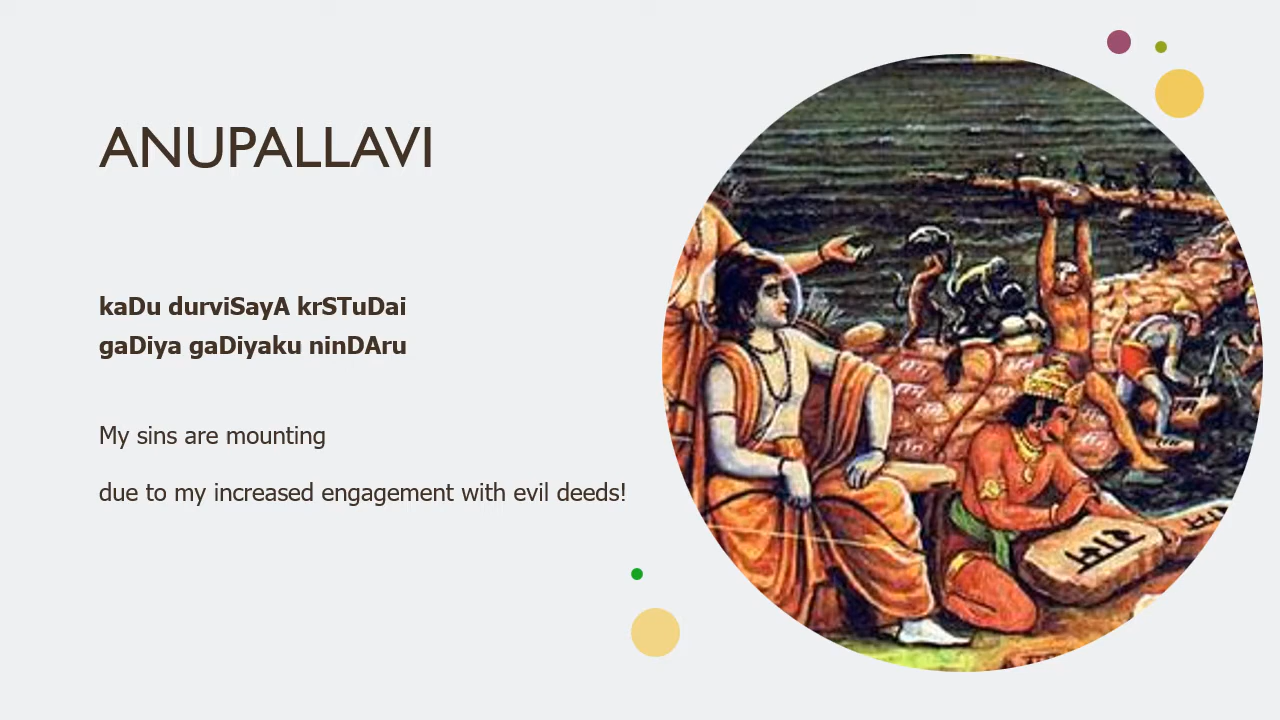 ANUPALLAVI
kaDu durviSayA krSTuDai
gaDiya gaDiyaku ninDAru
My sins are mounting
due to my increased engagement with evil deeds!